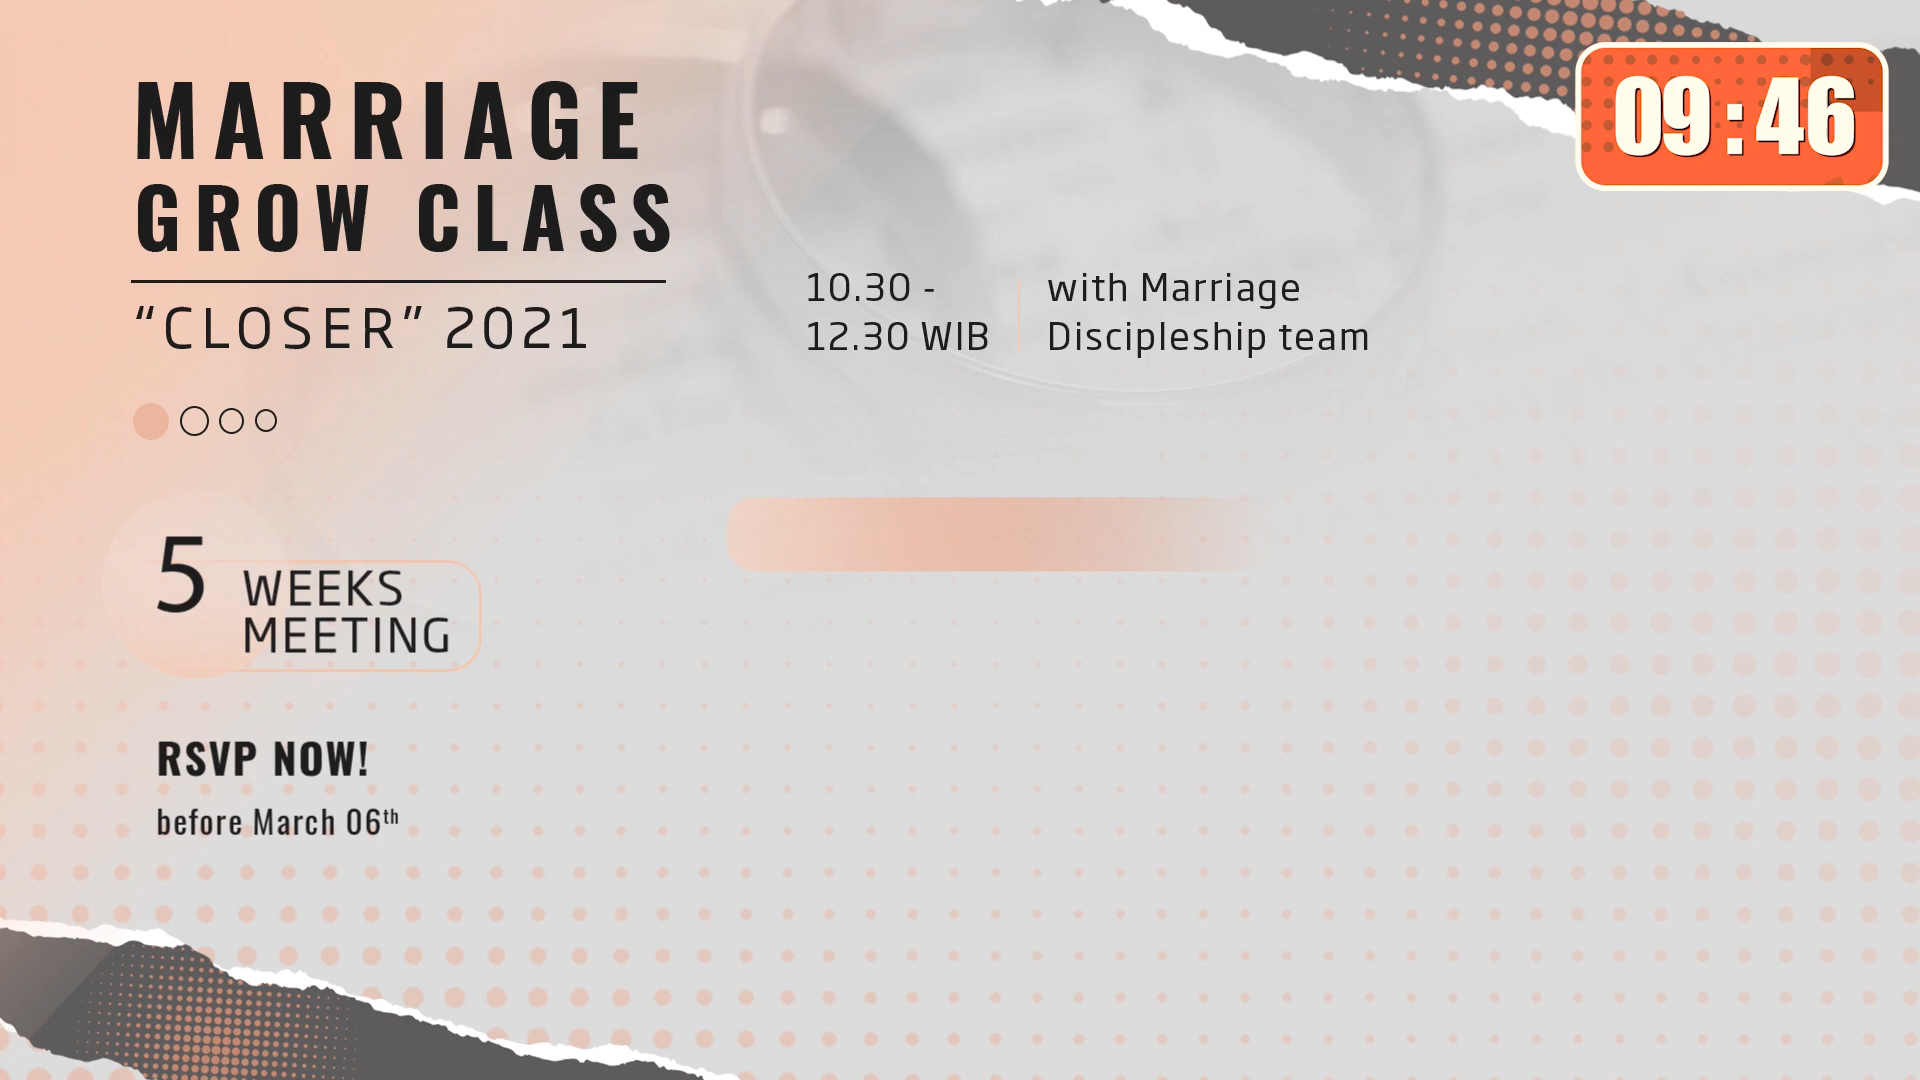 MARRIAGE
GROW CLASS
“CLOSER” 2021
5 WEEKS
MEETING
RSVP NOW!
before March 06th
10.30 -
12.30 WIB
with Marriage
Discipleship team
09:46